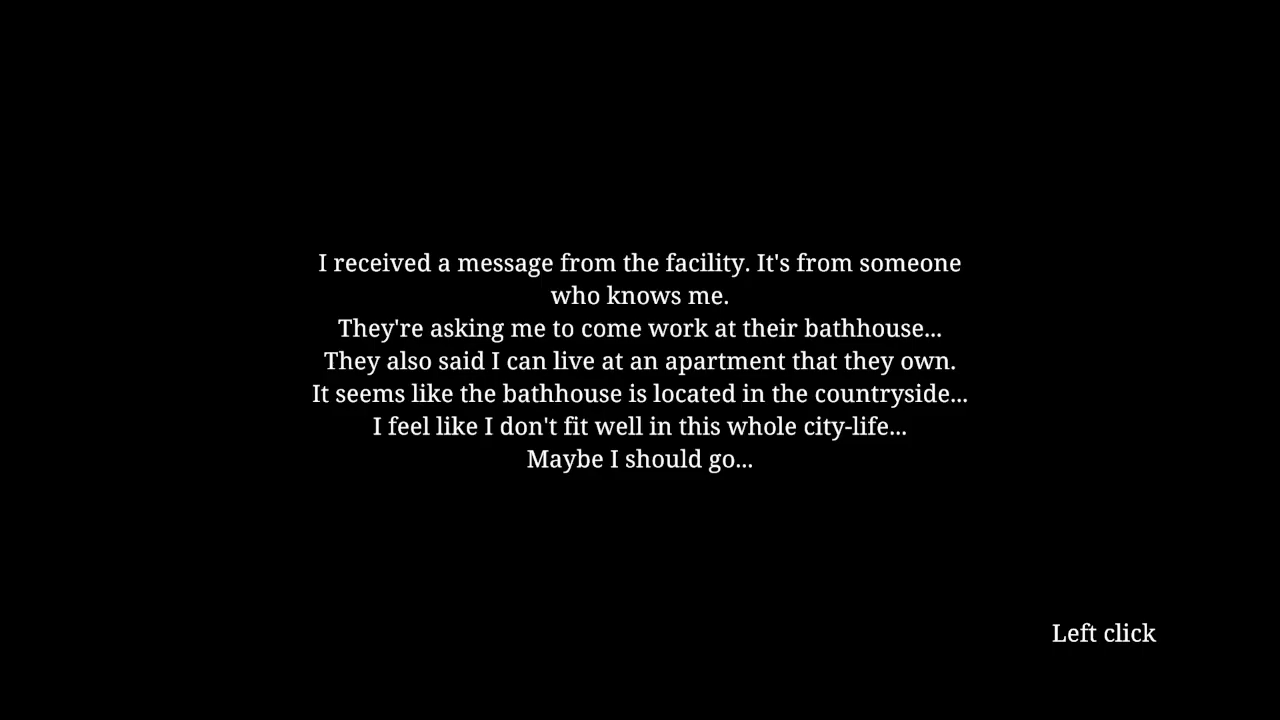 I received a message from the facility. It's from someone
who knows me.
They're asking me to come work at their bathhouse...
They also said I can live at an apartment that they own.
It seems like the bathhouse is located in the countryside...
I feel like I don't fit well in this whole city-life...
Maybe I should go...
Left click